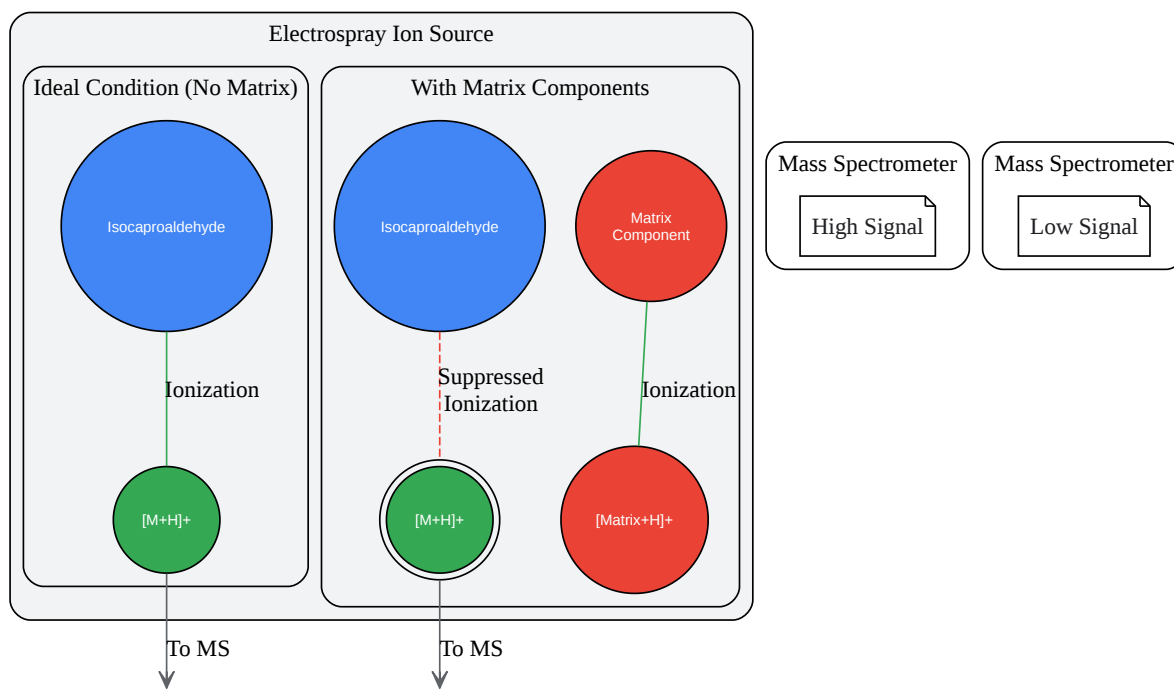 Electrospray Ion Source
Ideal Condition (No Matrix)
Isocaproaldehyde
Ionization
[M+H]+
To MS
With Matrix Components
Isocaproaldehyde
Matrix
Component
Suppressed
Ionization
Ionization
[M+H]+
[Matrix+H]+
To MS
Mass Spectrometer
High Signal
Mass Spectrometer
Low Signal